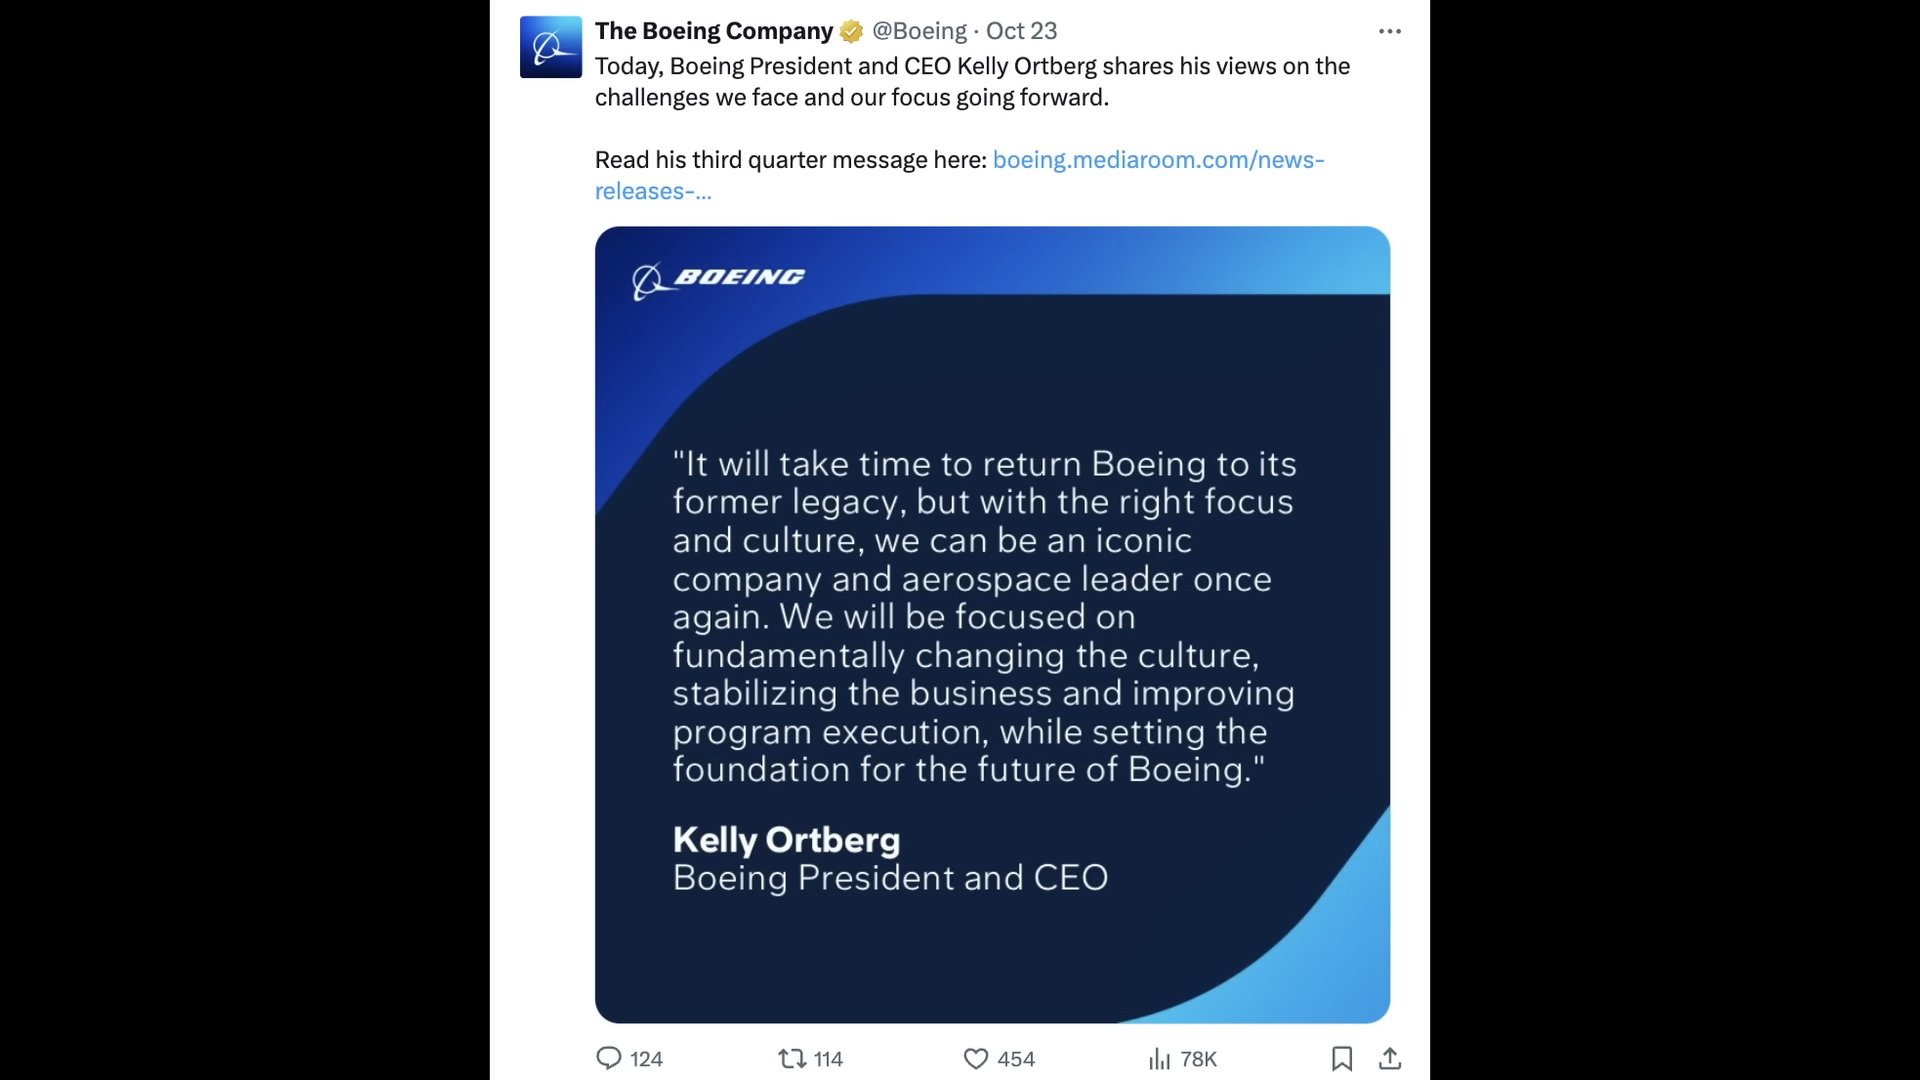 The Boeing Company @Boeing · Oct 23
Today, Boeing President and CEO Kelly Ortberg shares his views on the
challenges we face and our focus going forward.
Read his third quarter message here: boeing.mediaroom.com/news-
releases-...
BOEING
"It will take time to return Boeing to its
former legacy, but with the right focus
and culture, we can be an iconic
company and aerospace leader once
again. We will be focused on
fundamentally changing the culture,
stabilizing the business and improving
program execution, while setting the
foundation for the future of Boeing."
Kelly Ortberg
Boeing President and CEO
124 114 454 78K